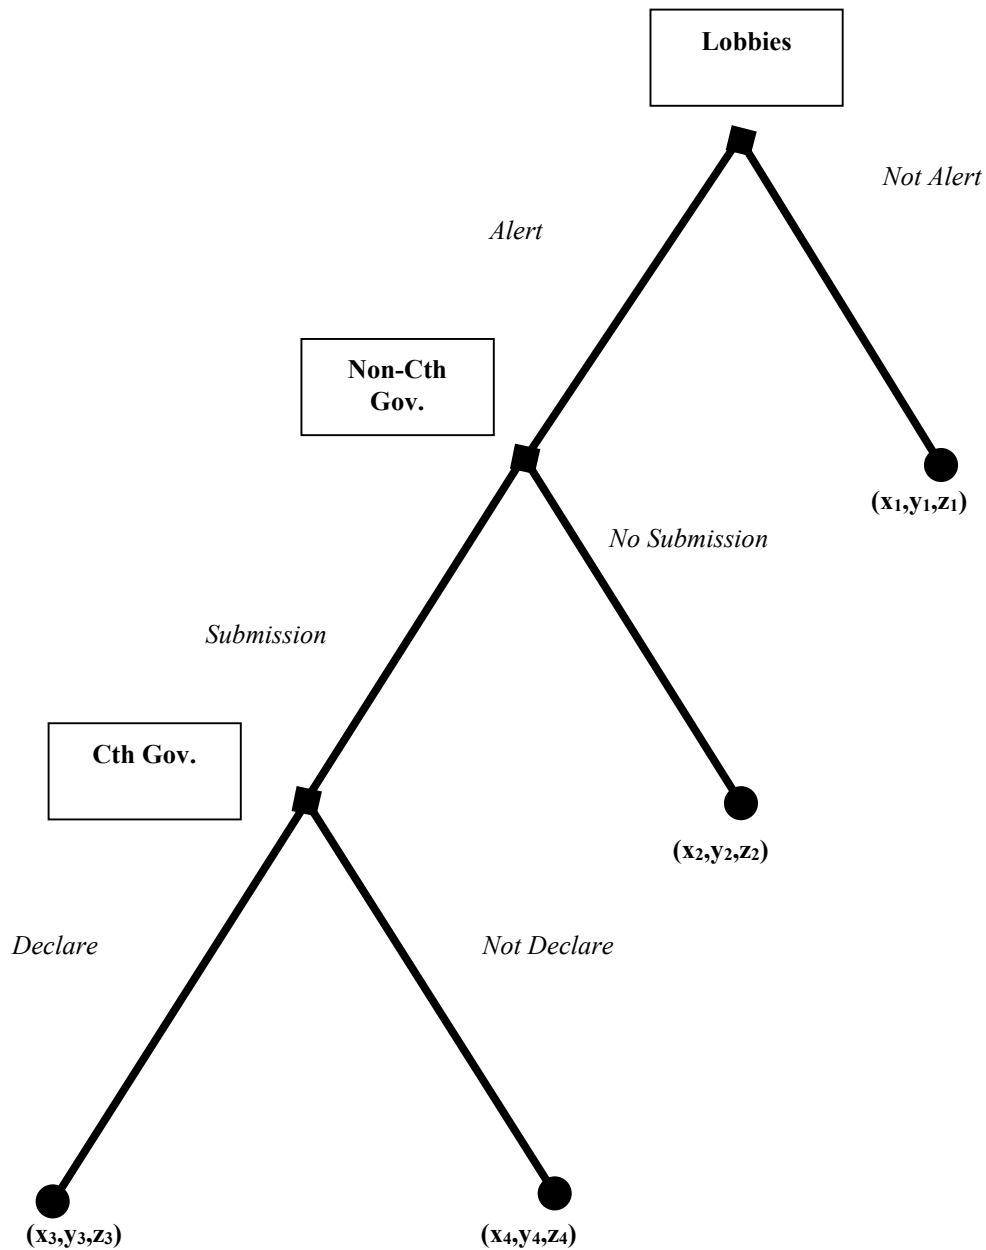 Lobbies
Not Alert
Alert
Non-Cth
Gov.
(x₁,y₁,z₁)
No Submission
Submission
Cth Gov.
(x₂,y₂,z₂)
Declare
Not Declare
(x₃,y₃,z₃)
(x₄,y₄,z₄)